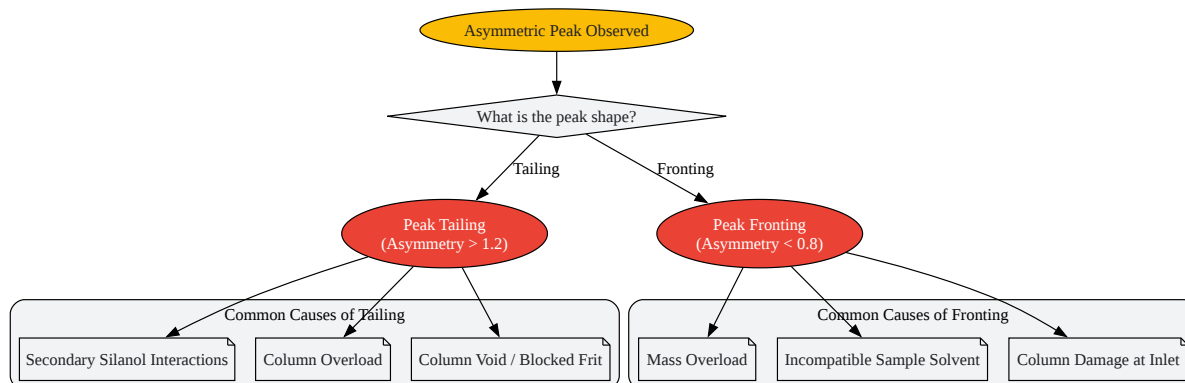 Asymmetric Peak Observed
What is the peak shape?
Tailing
Fronting
Peak Tailing
(Asymmetry > 1.2)
Peak Fronting
(Asymmetry < 0.8)
Common Causes of Tailing
Common Causes of Fronting
Secondary Silanol Interactions
Column Overload
Column Void / Blocked Frit
Mass Overload
Incompatible Sample Solvent
Column Damage at Inlet